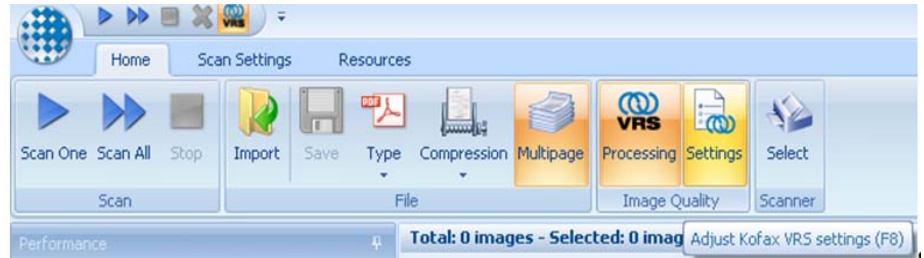 VRS
Home Scan Settings Resources
VRS
Scan One Scan All Stop Import Save PDF Type Compression Multipage Processing Settings Select
Scan File Image Quality Scanner
Performance Total: 0 images - Selected: 0 imag Adjust Kofax VRS settings (F8)